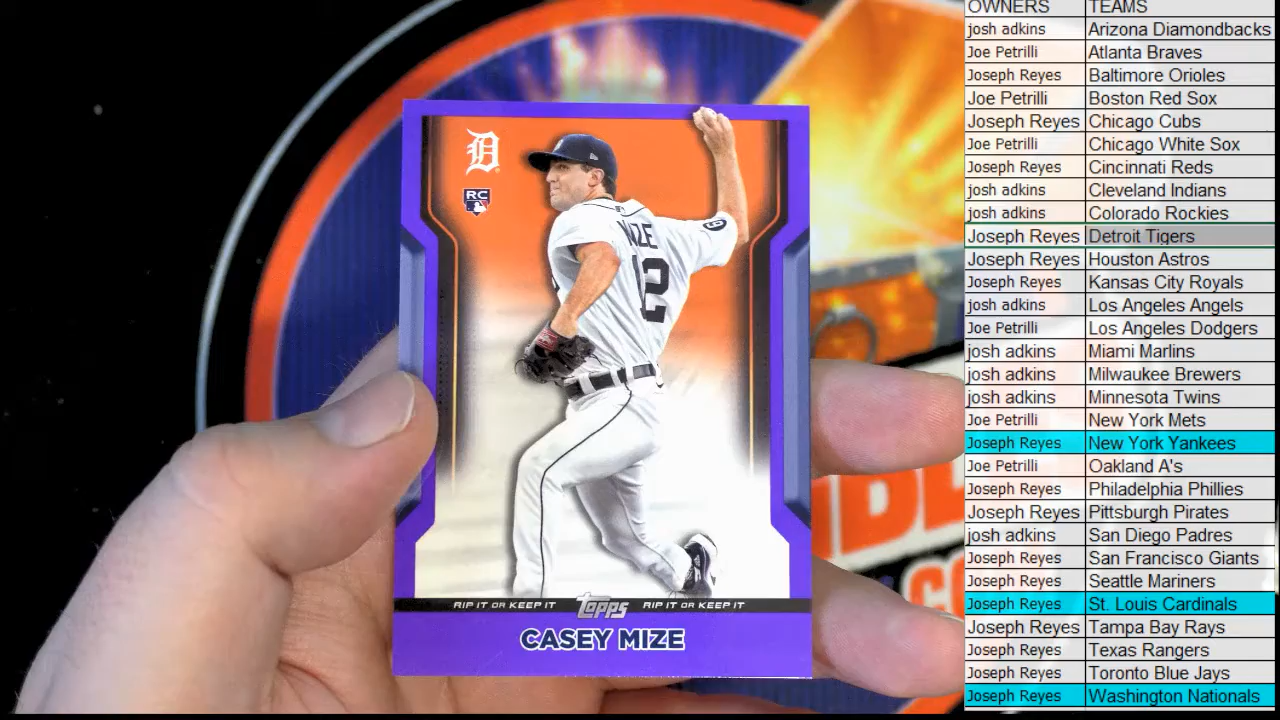 RC
MIZE
12
RIP IT OR KEEP IT TOPPS RIP IT OR KEEP IT
CASEY MIZE
OWNERS TEAMS
josh adkins Arizona Diamondbacks
Joe Petrilli Atlanta Braves
Joseph Reyes Baltimore Orioles
Joe Petrilli Boston Red Sox
Joseph Reyes Chicago Cubs
Joe Petrilli Chicago White Sox
Joseph Reyes Cincinnati Reds
josh adkins Cleveland Indians
josh adkins Colorado Rockies
Joseph Reyes Detroit Tigers
Joseph Reyes Houston Astros
Joseph Reyes Kansas City Royals
josh adkins Los Angeles Angels
Joe Petrilli Los Angeles Dodgers
josh adkins Miami Marlins
josh adkins Milwaukee Brewers
josh adkins Minnesota Twins
Joe Petrilli New York Mets
Joseph Reyes New York Yankees
Joe Petrilli Oakland A's
Joseph Reyes Philadelphia Phillies
Joseph Reyes Pittsburgh Pirates
josh adkins San Diego Padres
Joseph Reyes San Francisco Giants
Joseph Reyes Seattle Mariners
Joseph Reyes St. Louis Cardinals
Joseph Reyes Tampa Bay Rays
Joseph Reyes Texas Rangers
Joseph Reyes Toronto Blue Jays
Joseph Reyes Washington Nationals